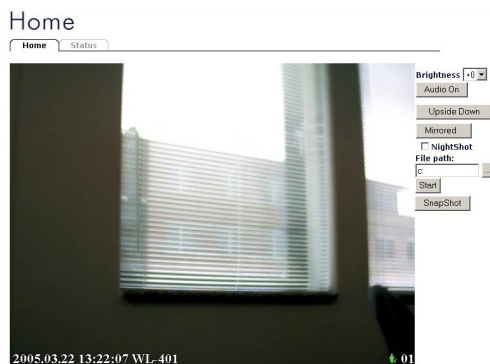 Home
Home Status
Brightness +0
Audio On
Upside Down
Mirrored
NightShot
File path:
c: ...
Start
SnapShot
2005.03.22 13:22:07 WL-401 01